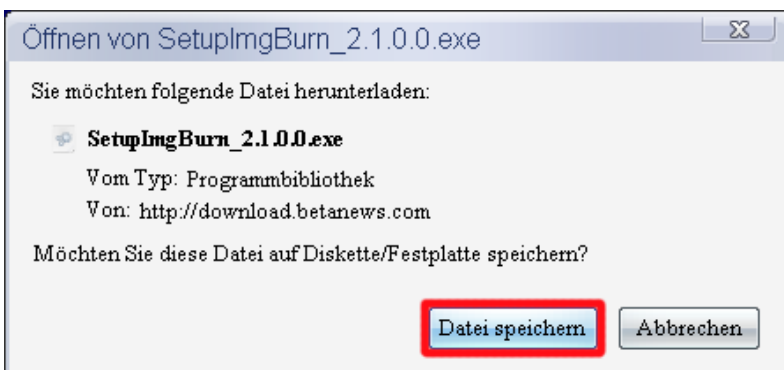 Öffnen von SetupImgBurn_2.1.0.0.exe
Sie möchten folgende Datei herunterladen:
SetupImgBurn_2.1.0.0.exe
Vom Typ: Programmbibliothek
Von: http://download.betanews.com
Möchten Sie diese Datei auf Diskette/Festplatte speichern?
Datei speichern
Abbrechen